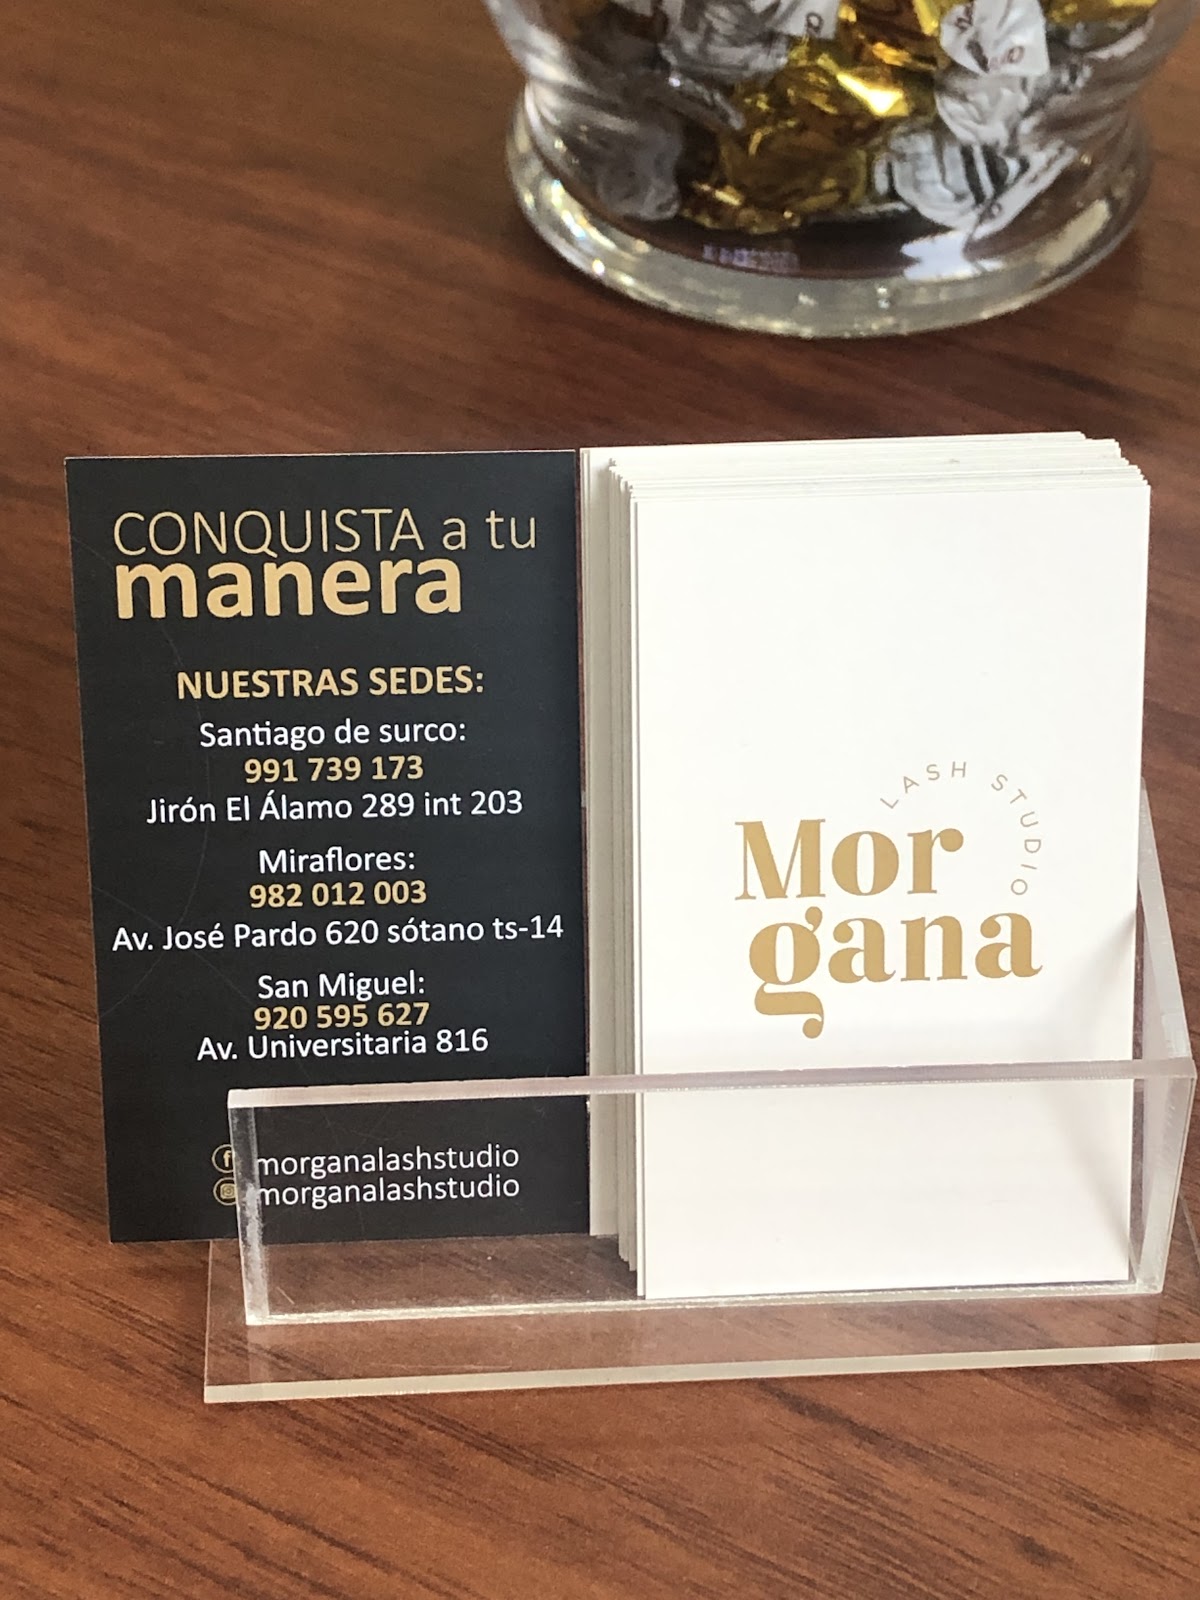 CONQUISTA a tu
manera
NUESTRAS SEDES:
Santiago de surco:
991 739 173
Jirón El Álamo 289 int 203
Miraflores:
982 012 003
Av. José Pardo 620 sótano ts-14
San Miguel:
920 595 627
Av. Universitaria 816
morganalashstudio
morganalashstudio
LASH STUDIO
Mor
gana